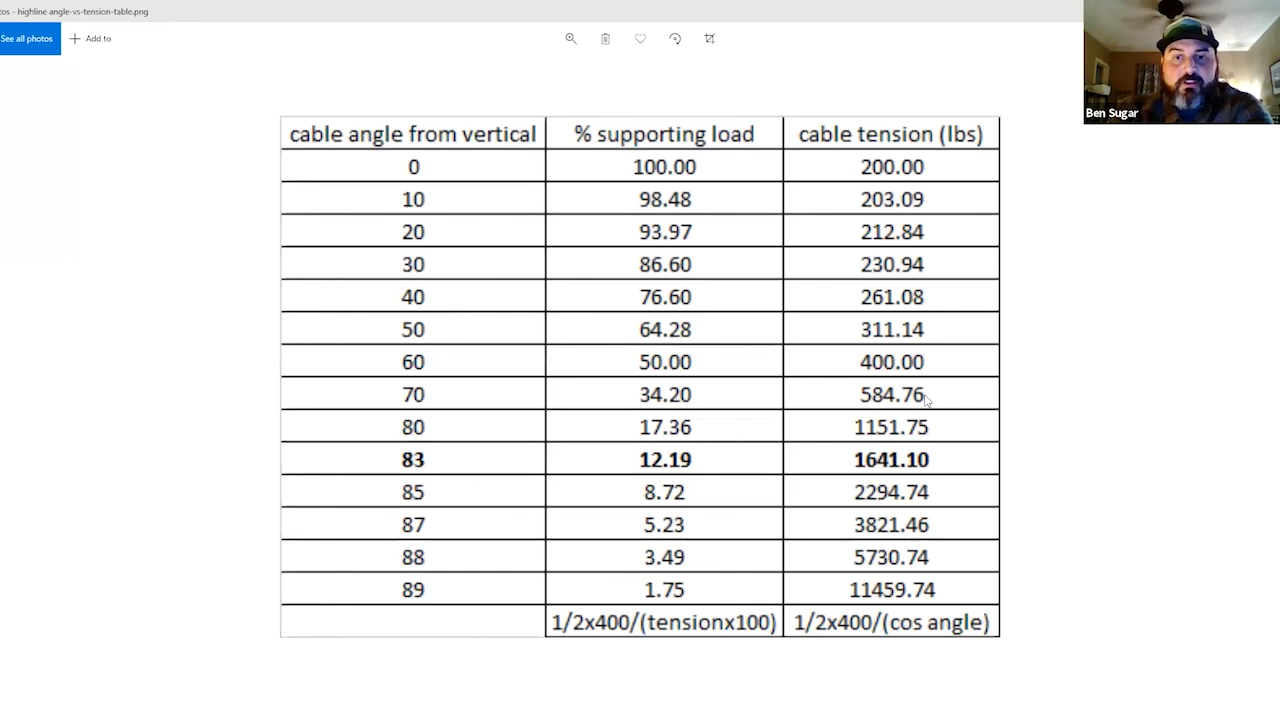 os - highline angle-vs-tension-table.png
See all photos
Add to
Ben Sugar
cable angle from vertical % supporting load cable tension (lbs)
0 100.00 200.00
10 98.48 203.09
20 93.97 212.84
30 86.60 230.94
40 76.60 261.08
50 64.28 311.14
60 50.00 400.00
70 34.20 584.76
80 17.36 1151.75
83 12.19 1641.10
85 8.72 2294.74
87 5.23 3821.46
88 3.49 5730.74
89 1.75 11459.74
1/2x400/(tensionx100) 1/2x400/(cos angle)